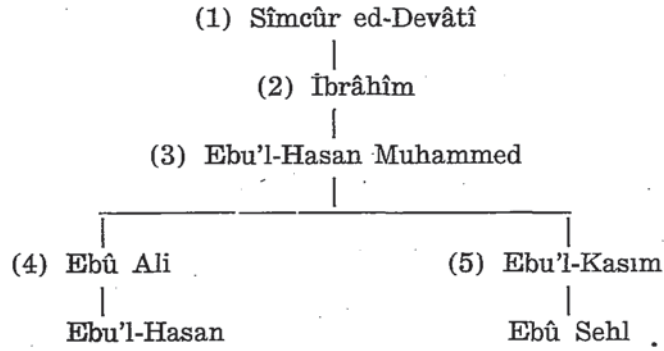 (1) Sîmcûr ed-Devâtî
(2) İbrâhîm
(3) Ebu'l-Hasan Muhammed
(4) Ebû Ali (5) Ebu'l-Kasım
Ebu'l-Hasan Ebû Sehl .